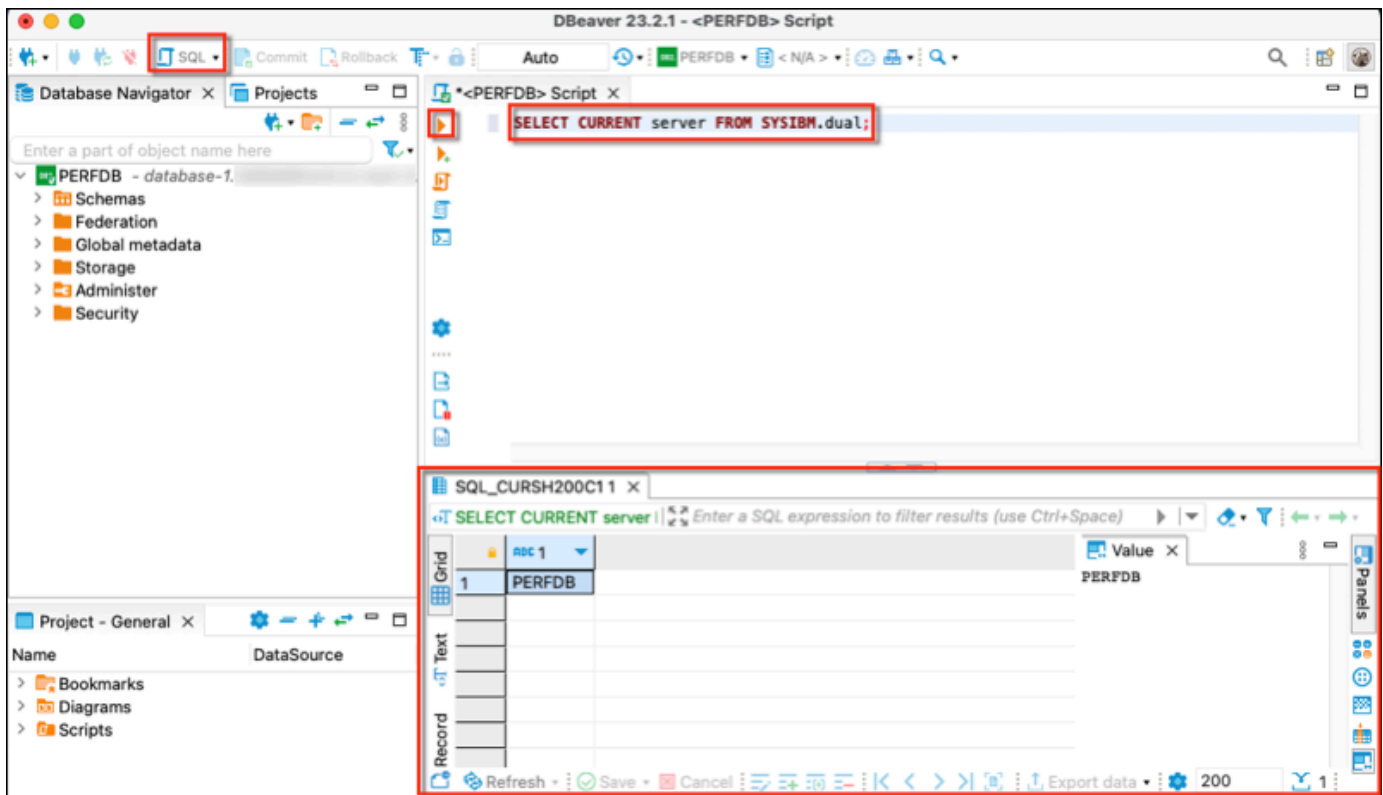 DBeaver 23.2.1 - <PERFDB> Script
SQL Commit Rollback Auto PERFDB < N/A >
Database Navigator Projects
*<PERFDB> Script
Enter a part of object name here
SELECT CURRENT server FROM SYSIBM.dual;
PERFDB - database-1.
Schemas
Federation
Global metadata
Storage
Administer
Security
SQL_CURSH200C1 1
SELECT CURRENT server Enter a SQL expression to filter results (use Ctrl+Space)
Grid
Text
Record
ABC 1
1 PERFDB
Value
PERFDB
Panels
Project - General
Name DataSource
Bookmarks
Diagrams
Scripts
Refresh Save Cancel Export data 200 1